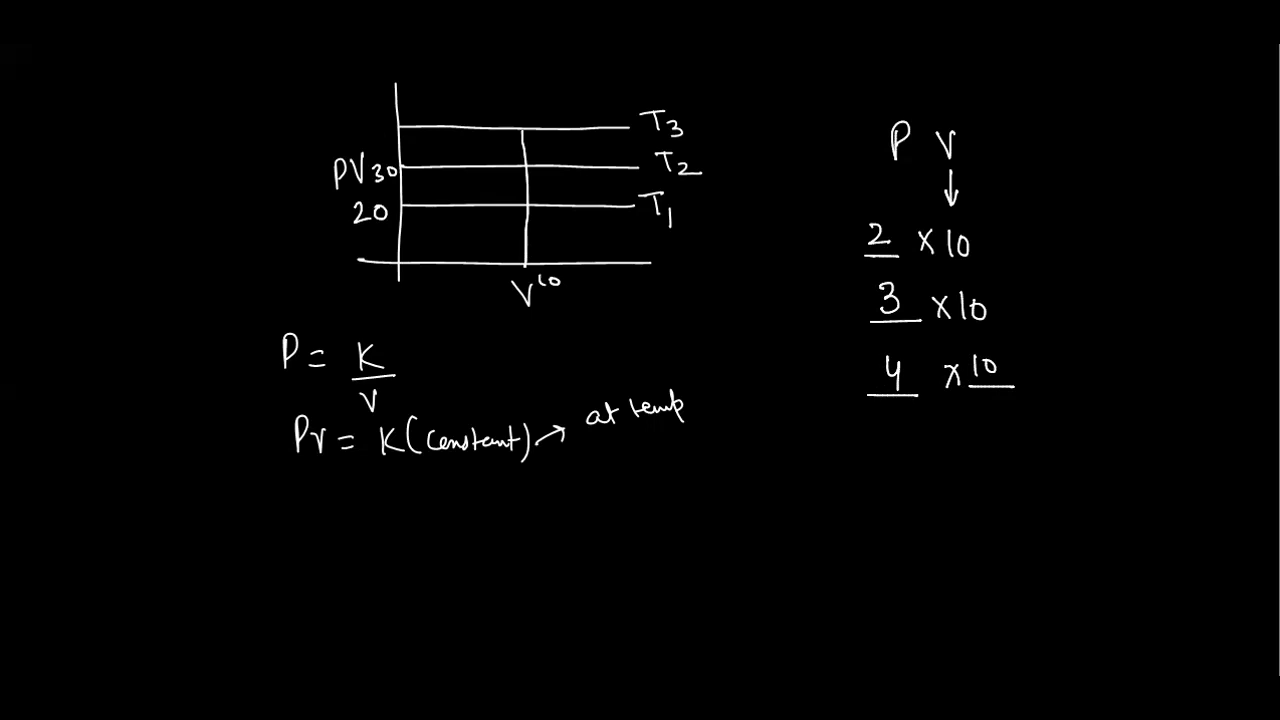 T3
PV 30 T2
20 T1
V 10
P = K / V
PV = K (constant) → at temp
P V
↓
2 × 10
3 × 10
4 × 10